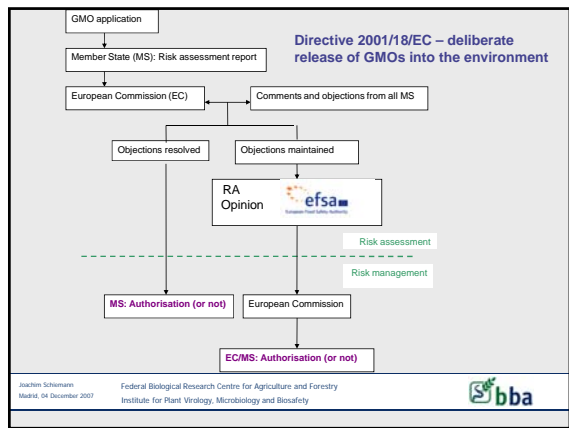 GMO application
Directive 2001/18/EC – deliberate
release of GMOs into the environment
Member State (MS): Risk assessment report
European Commission (EC)
Comments and objections from all MS
Objections resolved
Objections maintained
RA
Opinion
efsa
European Food Safety Authority
Risk assessment
Risk management
MS: Authorisation (or not)
European Commission
EC/MS: Authorisation (or not)
Joachim Schiemann
Madrid, 04 December 2007
Federal Biological Research Centre for Agriculture and Forestry
Institute for Plant Virology, Microbiology and Biosafety
bba